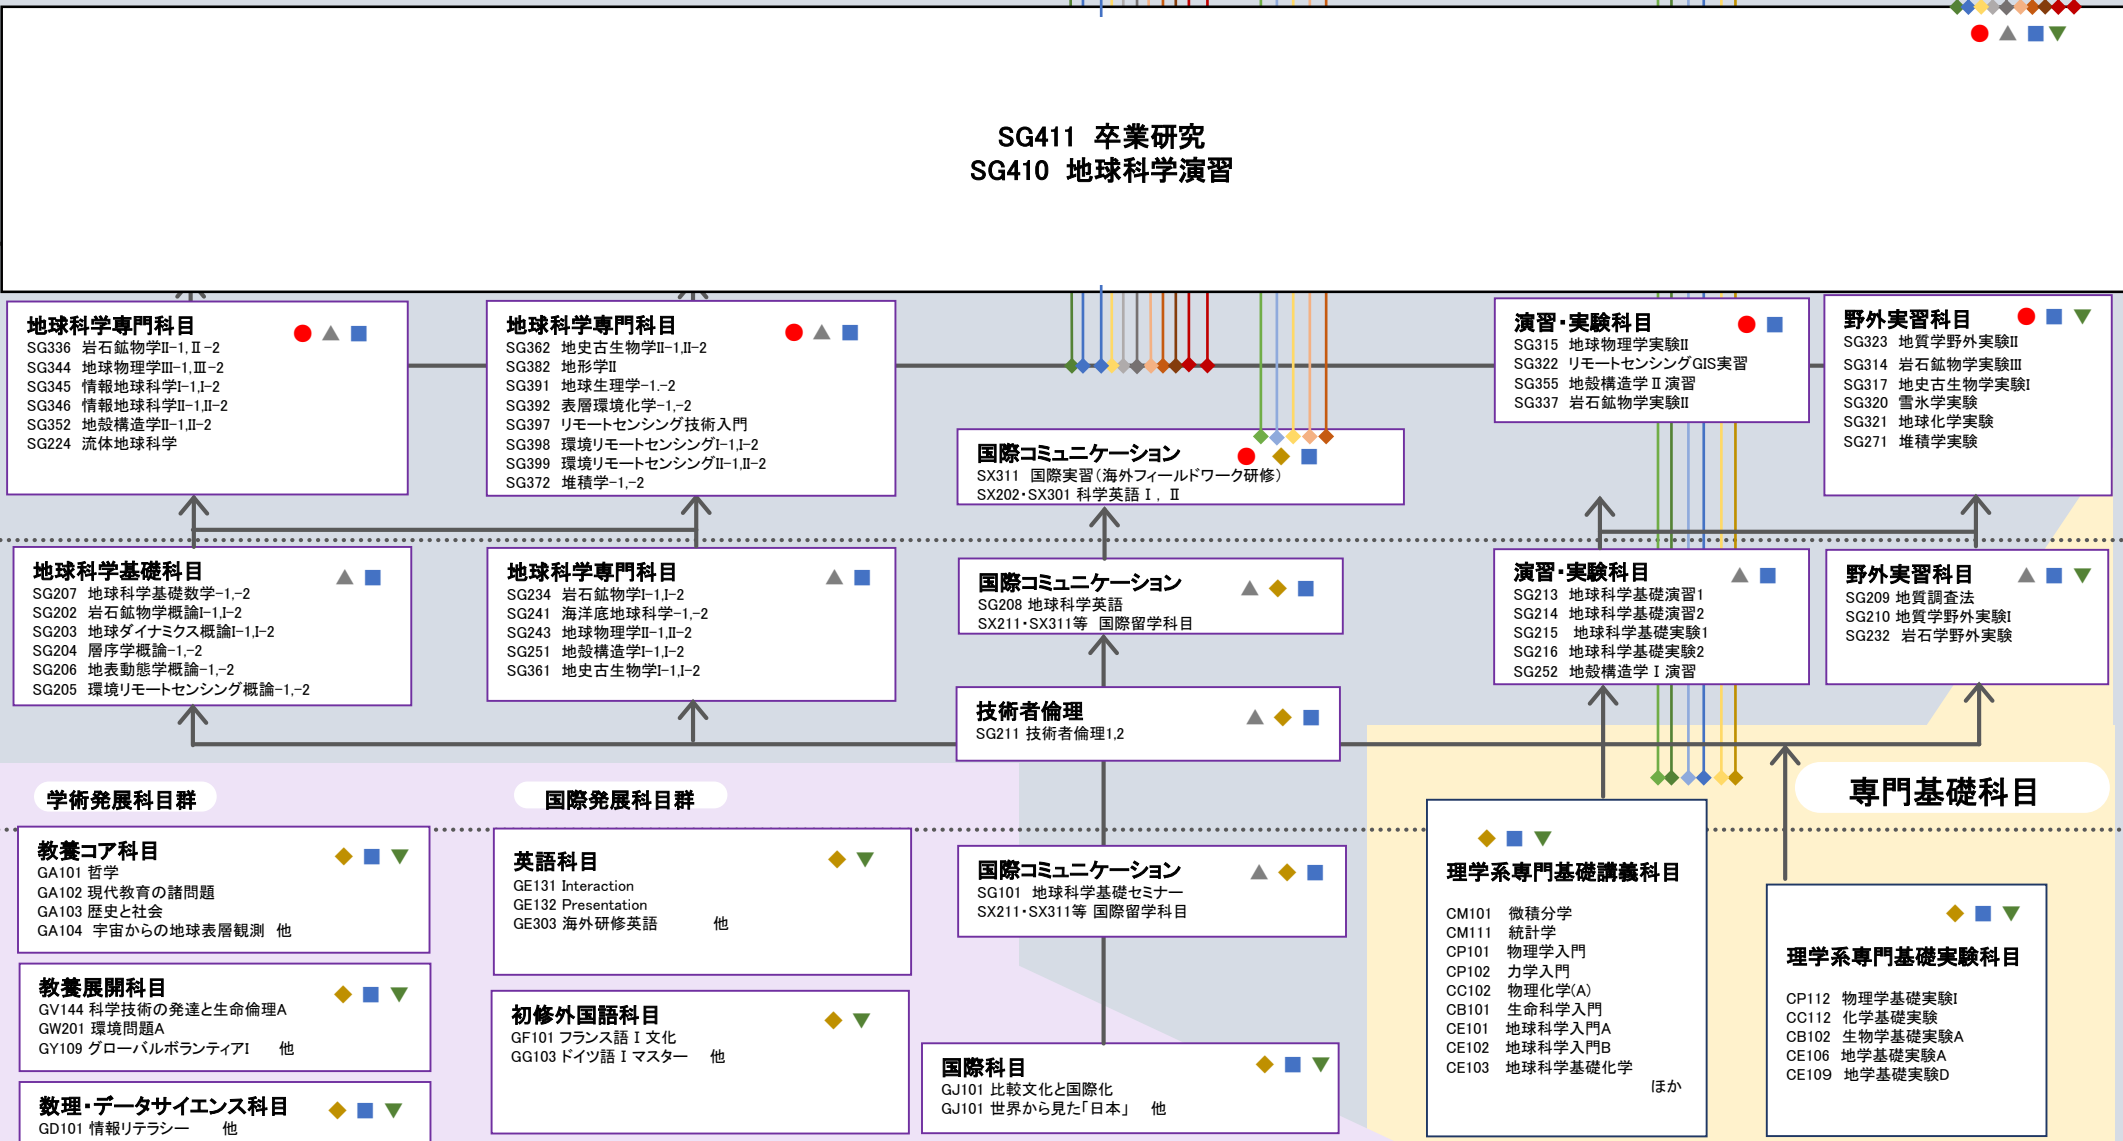 SG411 卒業研究
SG410 地球科学演習
地球科学専門科目
SG336 岩石鉱物学II-1,Ⅱ-2
SG344 地球物理学III-1,Ⅲ-2
SG345 情報地球科学I-1,I-2
SG346 情報地球科学II-1,II-2
SG352 地殻構造学II-1,II-2
SG224 流体地球科学
地球科学専門科目
SG362 地史古生物学II-1,II-2
SG382 地形学II
SG391 地球生理学-1.-2
SG392 表層環境化学-1,-2
SG397 リモートセンシング技術入門
SG398 環境リモートセンシングI-1,I-2
SG399 環境リモートセンシングII-1,II-2
SG372 堆積学-1,-2
国際コミュニケーション
SX311 国際実習(海外フィールドワーク研修)
SX202・SX301 科学英語Ⅰ, Ⅱ
演習・実験科目
SG315 地球物理学実験II
SG322 リモートセンシングGIS実習
SG355 地殻構造学Ⅱ演習
SG337 岩石鉱物学実験II
野外実習科目
SG323 地質学野外実験II
SG314 岩石鉱物学実験III
SG317 地史古生物学実験I
SG320 雪氷学実験
SG321 地球化学実験
SG271 堆積学実験
地球科学基礎科目
SG207 地球科学基礎数学-1,-2
SG202 岩石鉱物学概論I-1,I-2
SG203 地球ダイナミクス概論I-1,I-2
SG204 層序学概論-1,-2
SG206 地表動態学概論-1,-2
SG205 環境リモートセンシング概論-1,-2
地球科学専門科目
SG234 岩石鉱物学I-1,I-2
SG241 海洋底地球科学-1,-2
SG243 地球物理学II-1,II-2
SG251 地殻構造学I-1,I-2
SG361 地史古生物学I-1,I-2
国際コミュニケーション
SG208 地球科学英語
SX211・SX311等 国際留学科目
演習・実験科目
SG213 地球科学基礎演習1
SG214 地球科学基礎演習2
SG215 地球科学基礎実験1
SG216 地球科学基礎実験2
SG252 地殻構造学Ⅰ演習
野外実習科目
SG209 地質調査法
SG210 地質学野外実験I
SG232 岩石学野外実験
技術者倫理
SG211 技術者倫理1,2
学術発展科目群
国際発展科目群
専門基礎科目
教養コア科目
GA101 哲学
GA102 現代教育の諸問題
GA103 歴史と社会
GA104 宇宙からの地球表層観測 他
教養展開科目
GV144 科学技術の発達と生命倫理A
GW201 環境問題A
GY109 グローバルボランティアI 他
数理・データサイエンス科目
GD101 情報リテラシー 他
英語科目
GE131 Interaction
GE132 Presentation
GE303 海外研修英語 他
初修外国語科目
GF101 フランス語Ⅰ文化
GG103 ドイツ語Ⅰマスター 他
国際コミュニケーション
SG101 地球科学基礎セミナー
SX211・SX311等 国際留学科目
国際科目
GJ101 比較文化と国際化
GJ101 世界から見た「日本」 他
理学系専門基礎講義科目
CM101 微積分学
CM111 統計学
CP101 物理学入門
CP102 力学入門
CC102 物理化学(A)
CB101 生命科学入門
CE101 地球科学入門A
CE102 地球科学入門B
CE103 地球科学基礎化学
ほか
理学系専門基礎実験科目
CP112 物理学基礎実験I
CC112 化学基礎実験
CB102 生物学基礎実験A
CE106 地学基礎実験A
CE109 地学基礎実験D